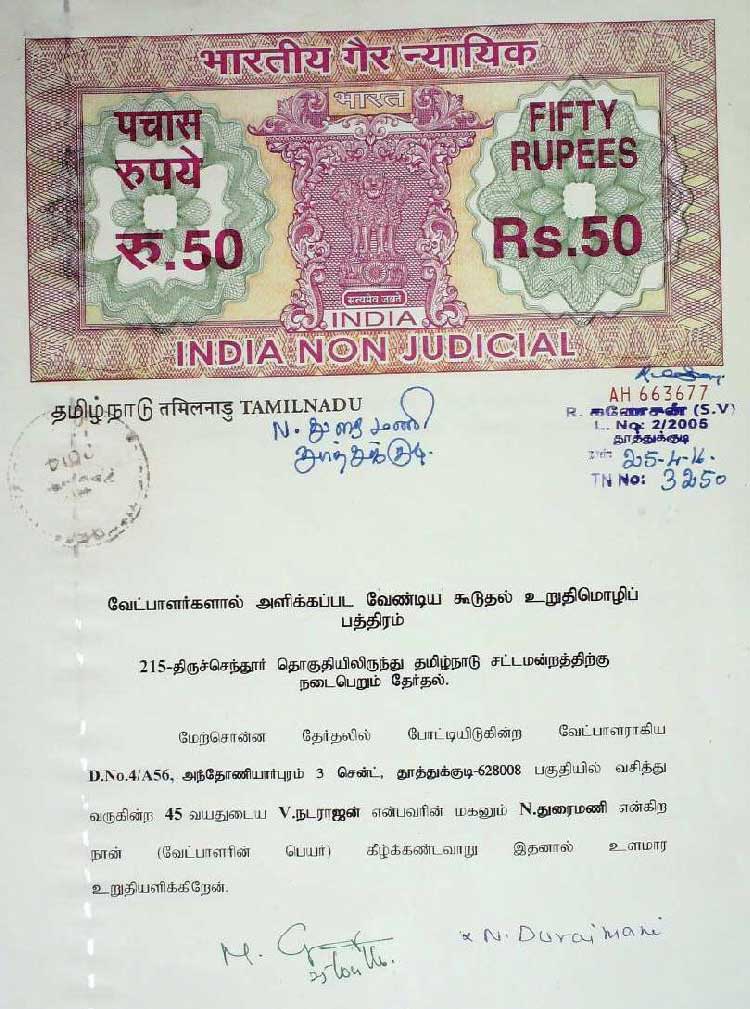 भारतीय गैर न्यायिक
भारत
पचास
रुपये
रु.50
FIFTY
RUPEES
Rs.50
सत्यमेव जयते
INDIA
INDIA NON JUDICIAL
தமிழ்நாடு तमिलनाडु TAMILNADU
N. துரைமணி
தூத்துக்குடி.
AH 663677
R. கணேசன் (S.V)
L. No: 2/2005
தூத்துக்குடி
நாள்: 25-4-16.
TN No: 3250
வேட்பாளர்களால் அளிக்கப்பட வேண்டிய கூடுதல் உறுதிமொழிப்
பத்திரம்
215-திருச்செந்தூர் தொகுதியிலிருந்து தமிழ்நாடு சட்டமன்றத்திற்கு
நடைபெறும் தேர்தல்.
மேற்சொன்ன தேர்தலில் போட்டியிடுகின்ற வேட்பாளராகிய
D.No.4/A56, அந்தோணியார்புரம் 3 சென்ட், தூத்துக்குடி-628008 பகுதியில் வசித்து
வருகின்ற 45 வயதுடைய V.நடராஜன் என்பவரின் மகனும் N.துரைமணி என்கிற
நான் (வேட்பாளரின் பெயர்) கீழ்க்கண்டவாறு இதனால் உளமார
உறுதியளிக்கிறேன்.
x N. Duraimani
M.